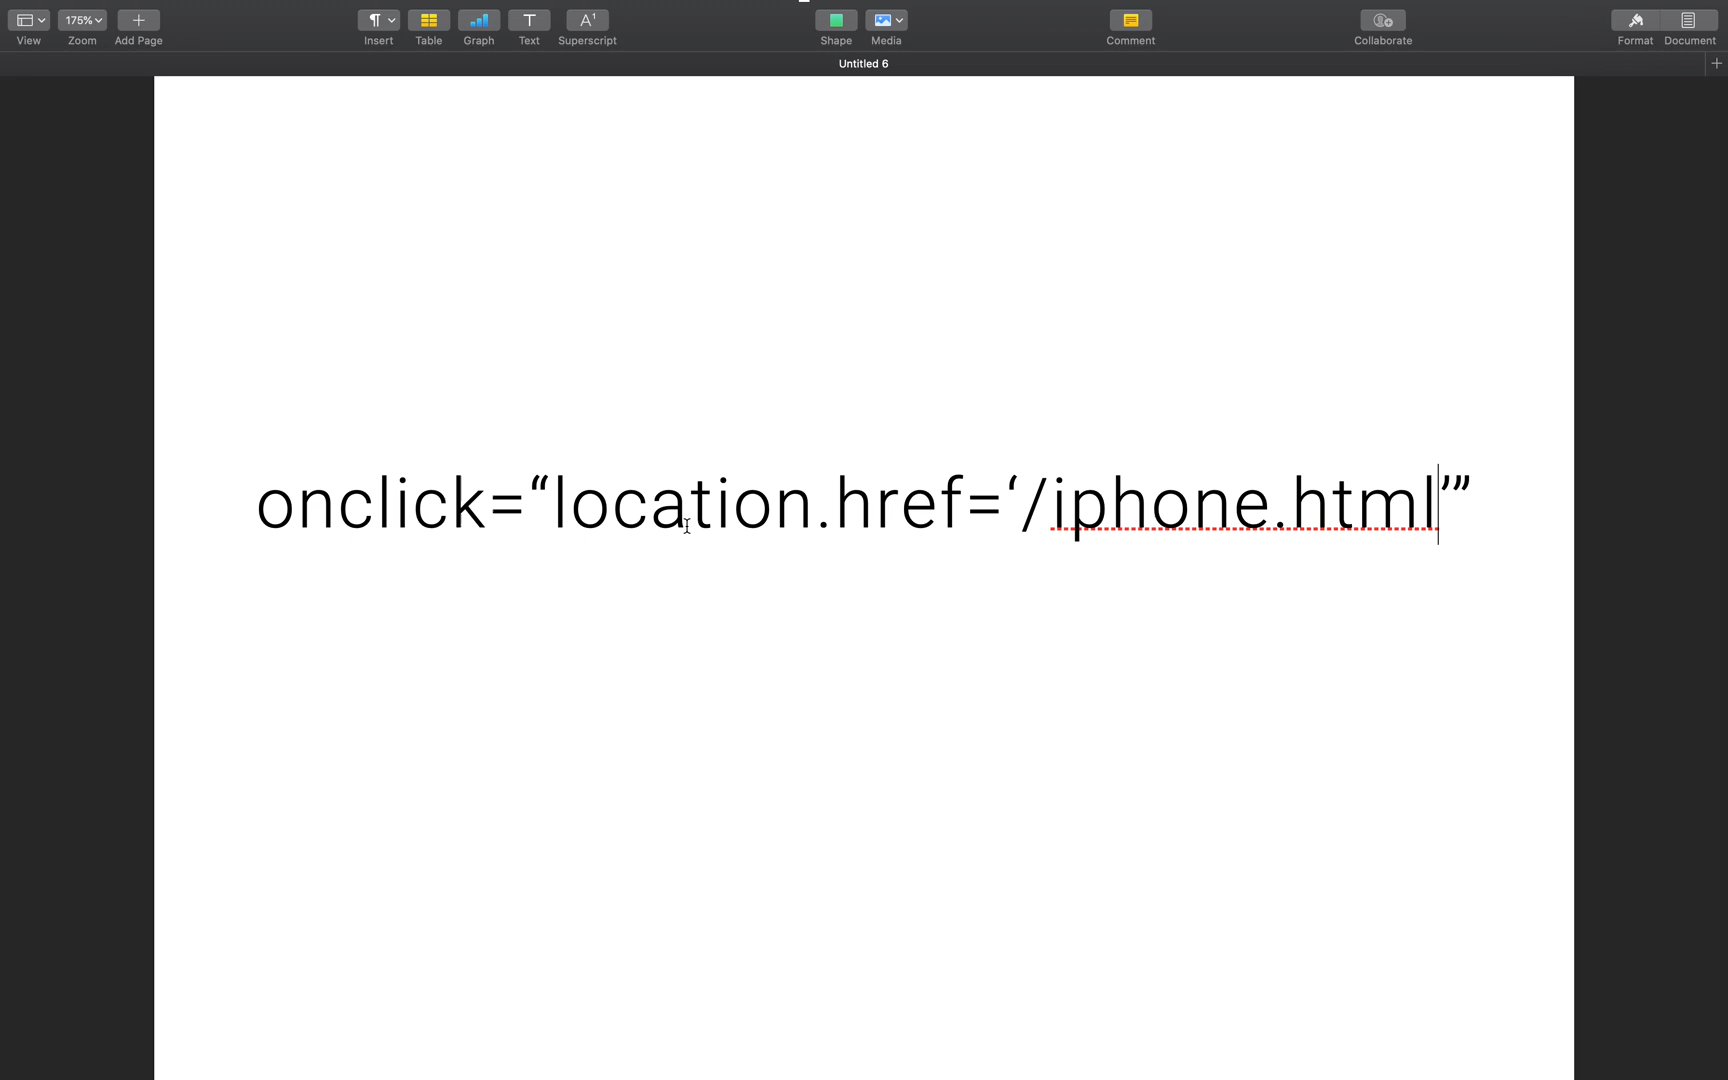 175%
View
Zoom
Add Page
Insert
Table
Graph
Text
Superscript
Shape
Media
Comment
Collaborate
Format
Document
Untitled 6
onclick=“location.href=‘/iphone.html’”